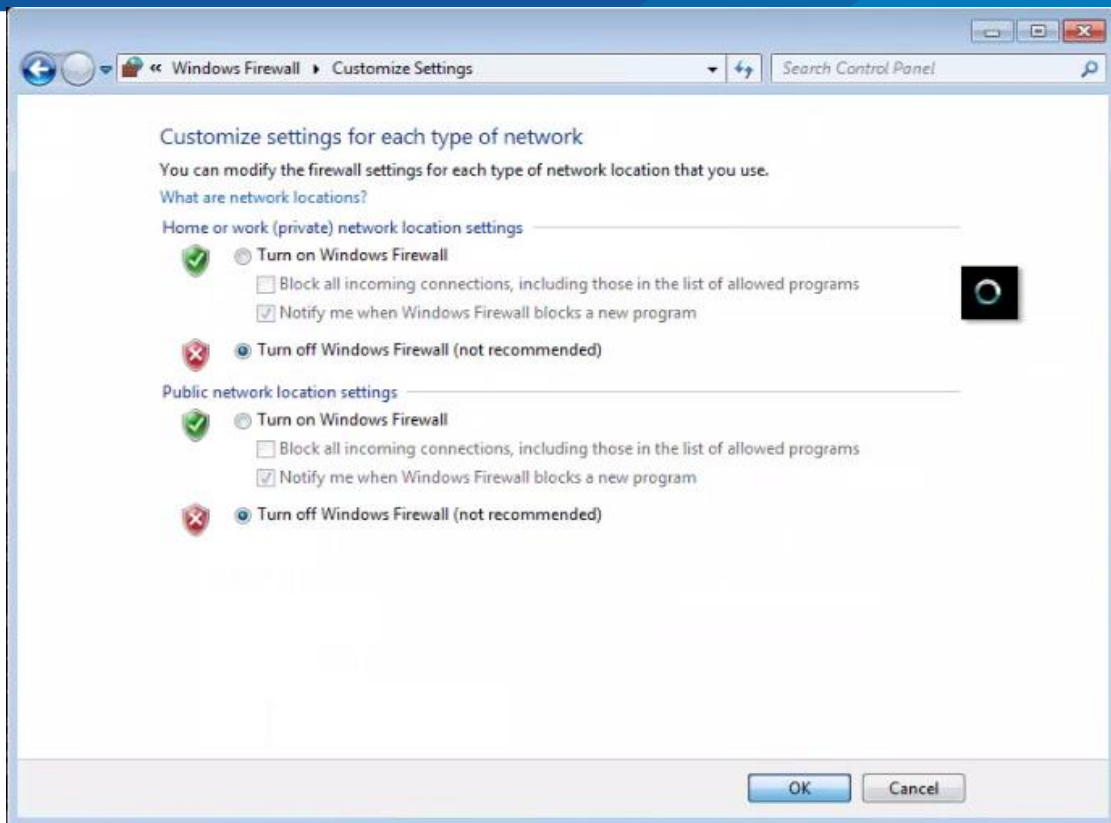 « Windows Firewall ▸ Customize Settings
Search Control Panel
Customize settings for each type of network
You can modify the firewall settings for each type of network location that you use.
What are network locations?
Home or work (private) network location settings
Turn on Windows Firewall
Block all incoming connections, including those in the list of allowed programs
Notify me when Windows Firewall blocks a new program
Turn off Windows Firewall (not recommended)
Public network location settings
Turn on Windows Firewall
Block all incoming connections, including those in the list of allowed programs
Notify me when Windows Firewall blocks a new program
Turn off Windows Firewall (not recommended)
OK Cancel